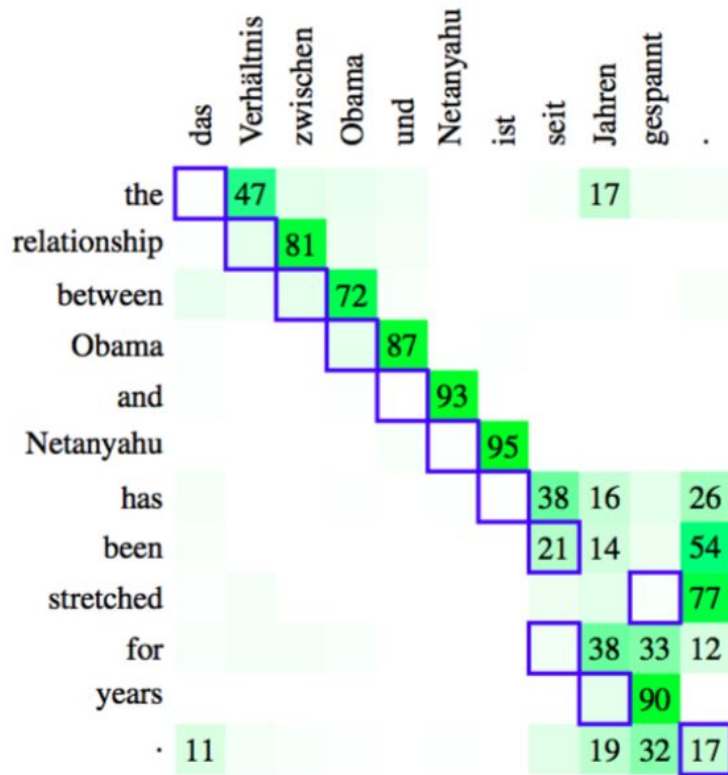 das Verhältnis zwischen Obama und Netanyahu ist seit Jahren gespannt .
the 47 17
relationship 81
between 72
Obama 87
and 93
Netanyahu 95
has 38 16 26
been 21 14 54
stretched 77
for 38 33 12
years 90
. 11 19 32 17